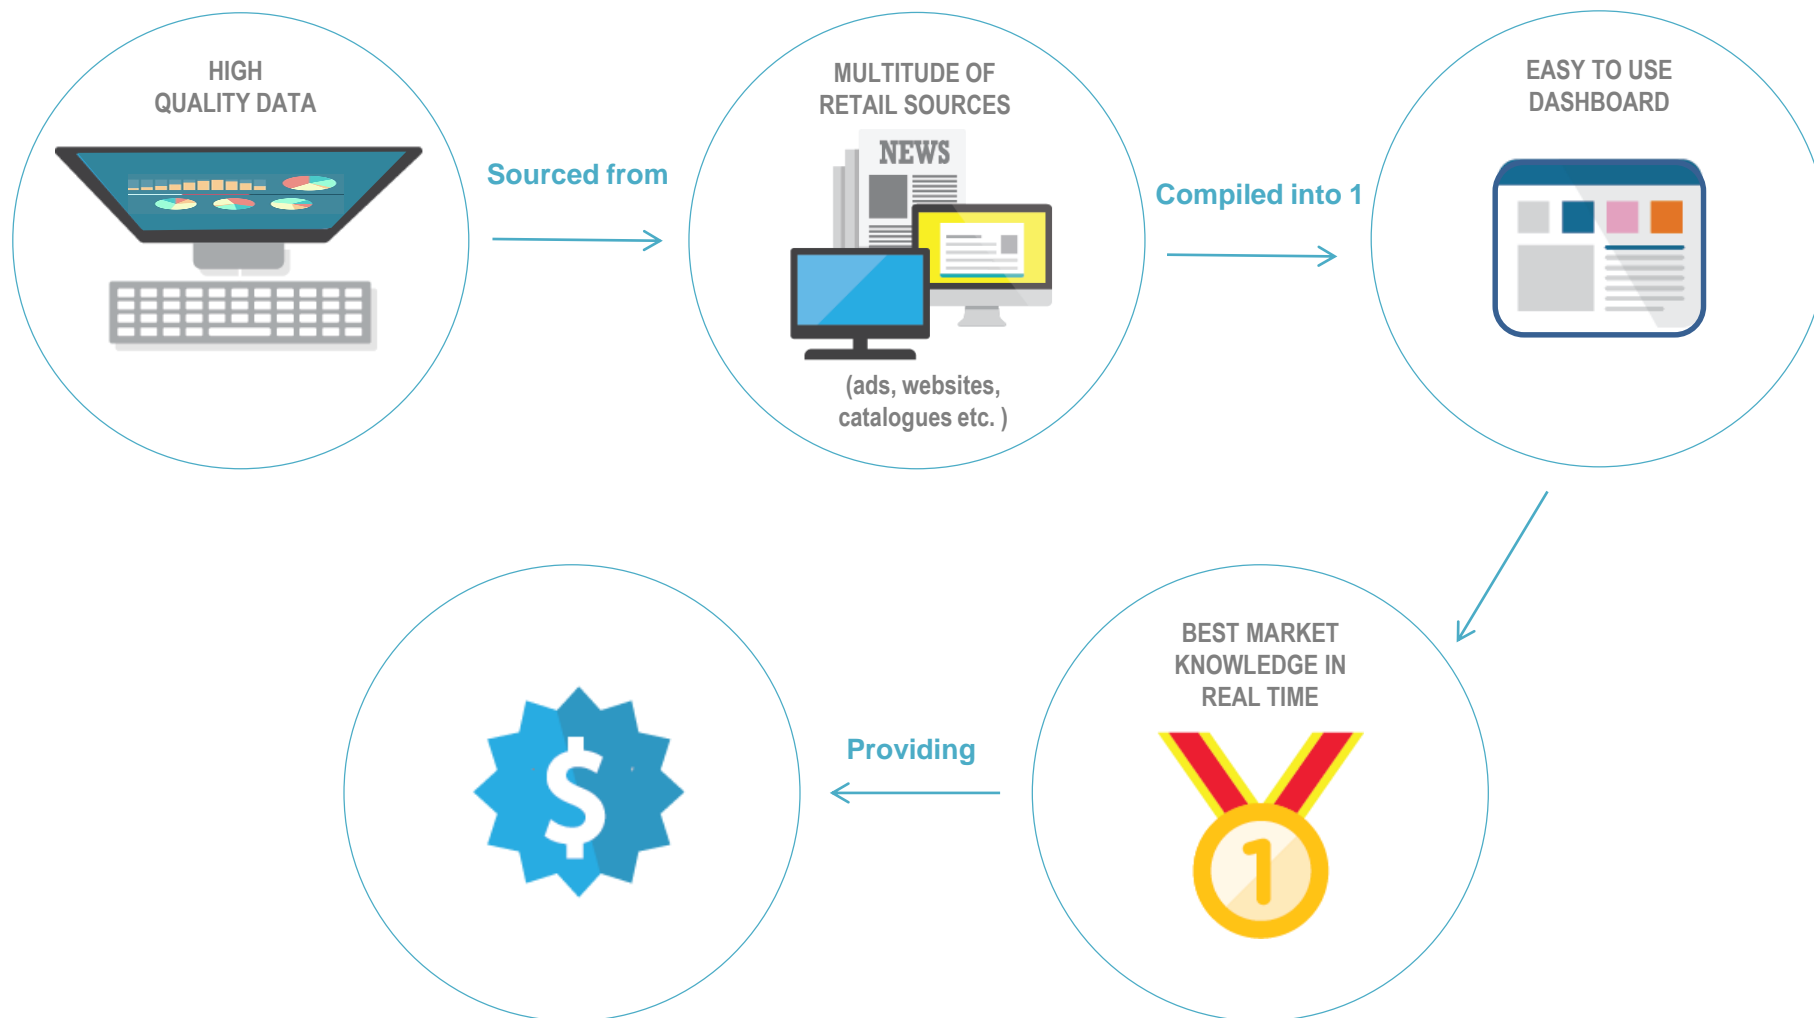 HIGH
QUALITY DATA
Sourced from
MULTITUDE OF
RETAIL SOURCES
NEWS
(ads, websites,
catalogues etc. )
Compiled into 1
EASY TO USE
DASHBOARD
BEST MARKET
KNOWLEDGE IN
REAL TIME
1
Providing
$